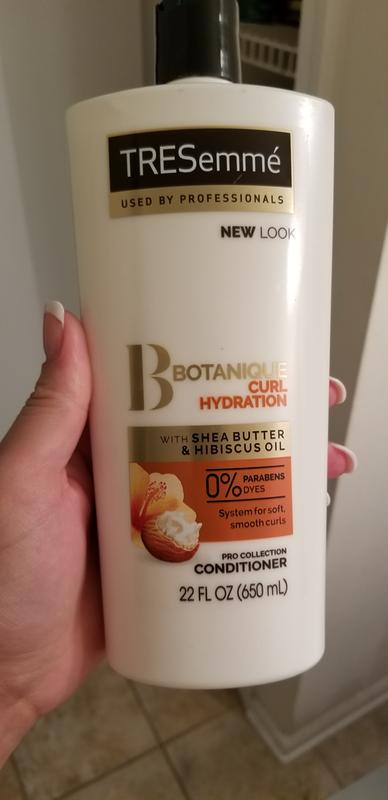 TRESemmé
USED BY PROFESSIONALS
NEW LOOK
B BOTANIQUE
CURL
HYDRATION
WITH SHEA BUTTER
& HIBISCUS OIL
0% PARABENS
DYES
System for soft,
smooth curls
PRO COLLECTION
CONDITIONER
22 FL OZ (650 mL)